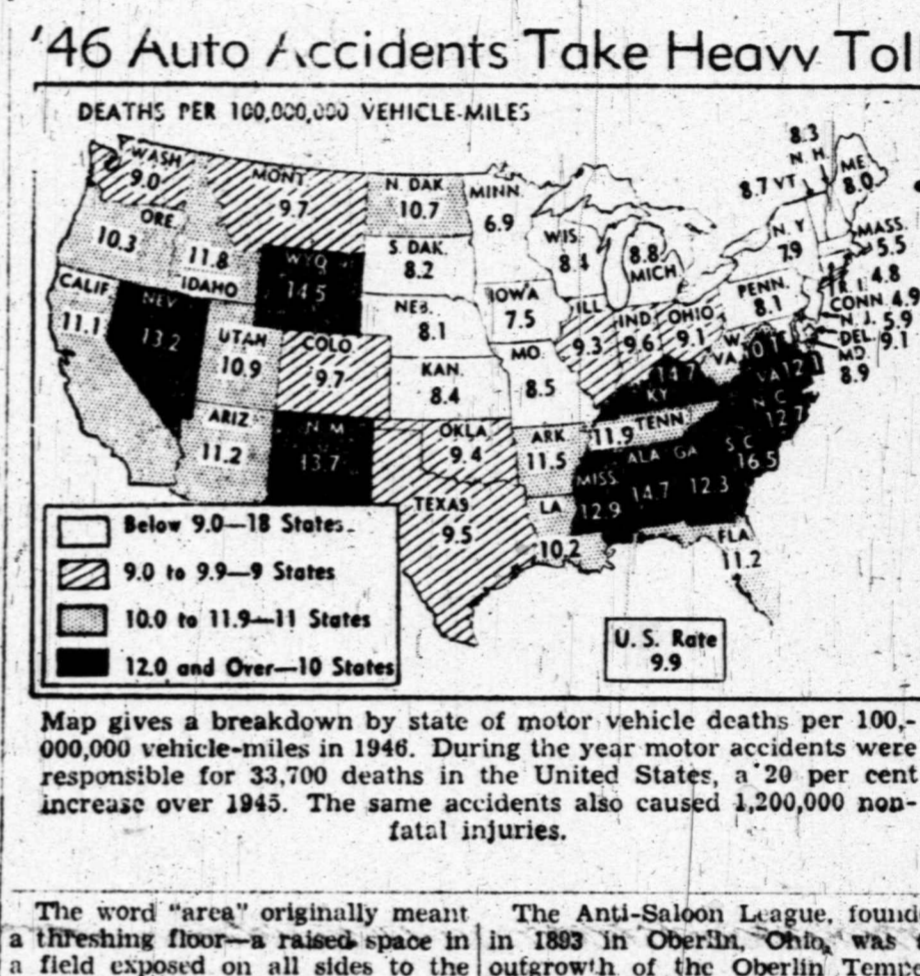 '46 Auto Accidents Take Heavy Tol
DEATHS PER 100,000,000 VEHICLE-MILES
WASH
9.0
MONT
9.7
N. DAK
10.7
MINN.
6.9
8.3
N. H.
8.7 VT
ME.
8.0
ORE.
10.3
11.8
IDAHO
WYO
14.5
S. DAK.
8.2
WIS.
8.4
8.8
MICH
N. Y
7.9
MASS.
5.5
R. I. 4.8
CONN. 4.9
N. J. 5.9
DEL. 9.1
MD.
8.9
CALIF.
11.1
NEV
13.2
UTAH
10.9
COLO.
9.7
NEB.
8.1
IOWA
7.5
ILL
9.3
IND.
9.6
OHIO
9.1
PENN.
8.1
W.
VA.
KAN.
8.4
MO.
8.5
14.7
KY
VA 12.1
N C
12.7
ARIZ.
11.2
N. M
13.7
OKLA.
9.4
ARK
11.5
11.9 TENN.
S C
16.5
TEXAS
9.5
LA
10.2
MISS.
12.9
ALA
14.7
GA
12.3
FLA
11.2
Below 9.0—18 States
9.0 to 9.9—9 States
10.0 to 11.9—11 States
12.0 and Over—10 States
U. S. Rate
9.9
Map gives a breakdown by state of motor vehicle deaths per 100,-
000,000 vehicle-miles in 1946. During the year motor accidents were
responsible for 33,700 deaths in the United States, a 20 per cent
increase over 1945. The same accidents also caused 1,200,000 non-
fatal injuries.
The word "area" originally meant
a threshing floor—a raised space in
a field exposed on all sides to the
The Anti-Saloon League, found
in 1893 in Oberlin, Ohio, was
outgrowth of the Oberlin Temp